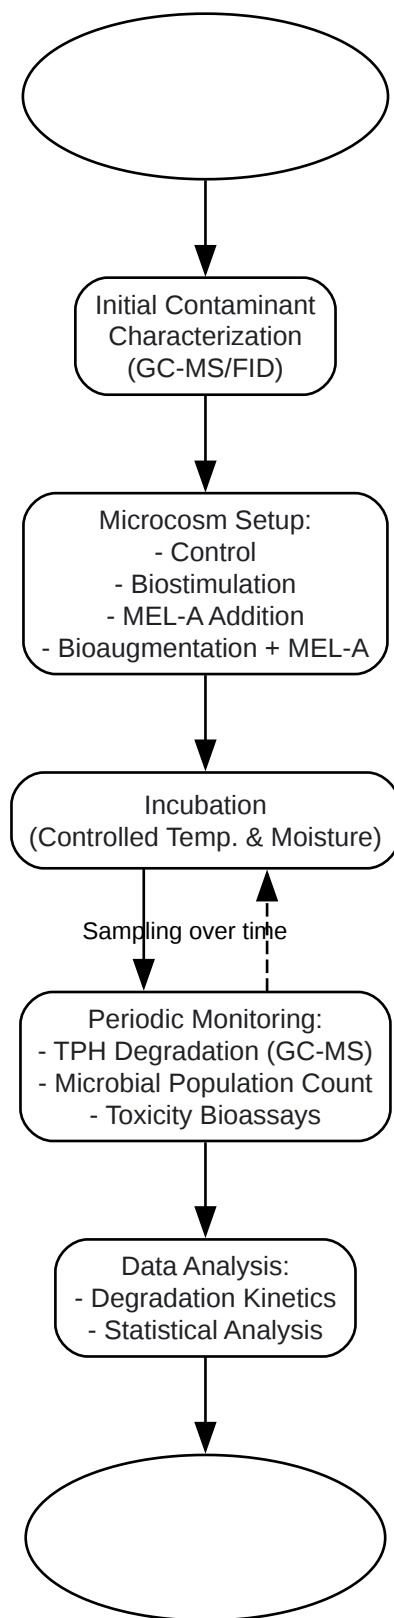 Initial Contaminant
Characterization
(GC-MS/FID)
Microcosm Setup:
- Control
- Biostimulation
- MEL-A Addition
- Bioaugmentation + MEL-A
Incubation
(Controlled Temp. & Moisture)
Sampling over time
Periodic Monitoring:
- TPH Degradation (GC-MS)
- Microbial Population Count
- Toxicity Bioassays
Data Analysis:
- Degradation Kinetics
- Statistical Analysis